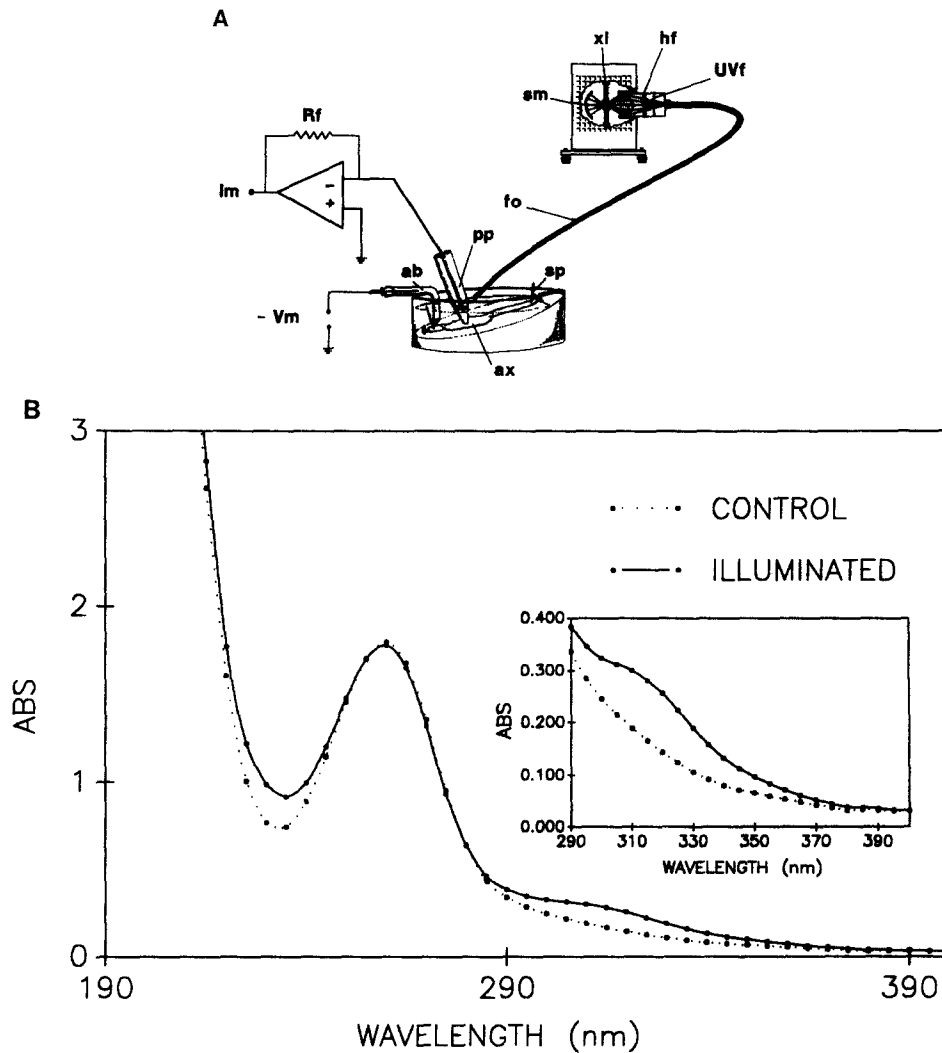 A
xl
hf
UVf
sm
Rf
Im
+ -
fo
pp
ab
sp
- Vm
ax
B
3
CONTROL
ILLUMINATED
2
0.400
0.300
ABS
0.200
0.100
0.000
290 310 330 350 370 390
WAVELENGTH (nm)
ABS
1
0
190 290 390
WAVELENGTH (nm)